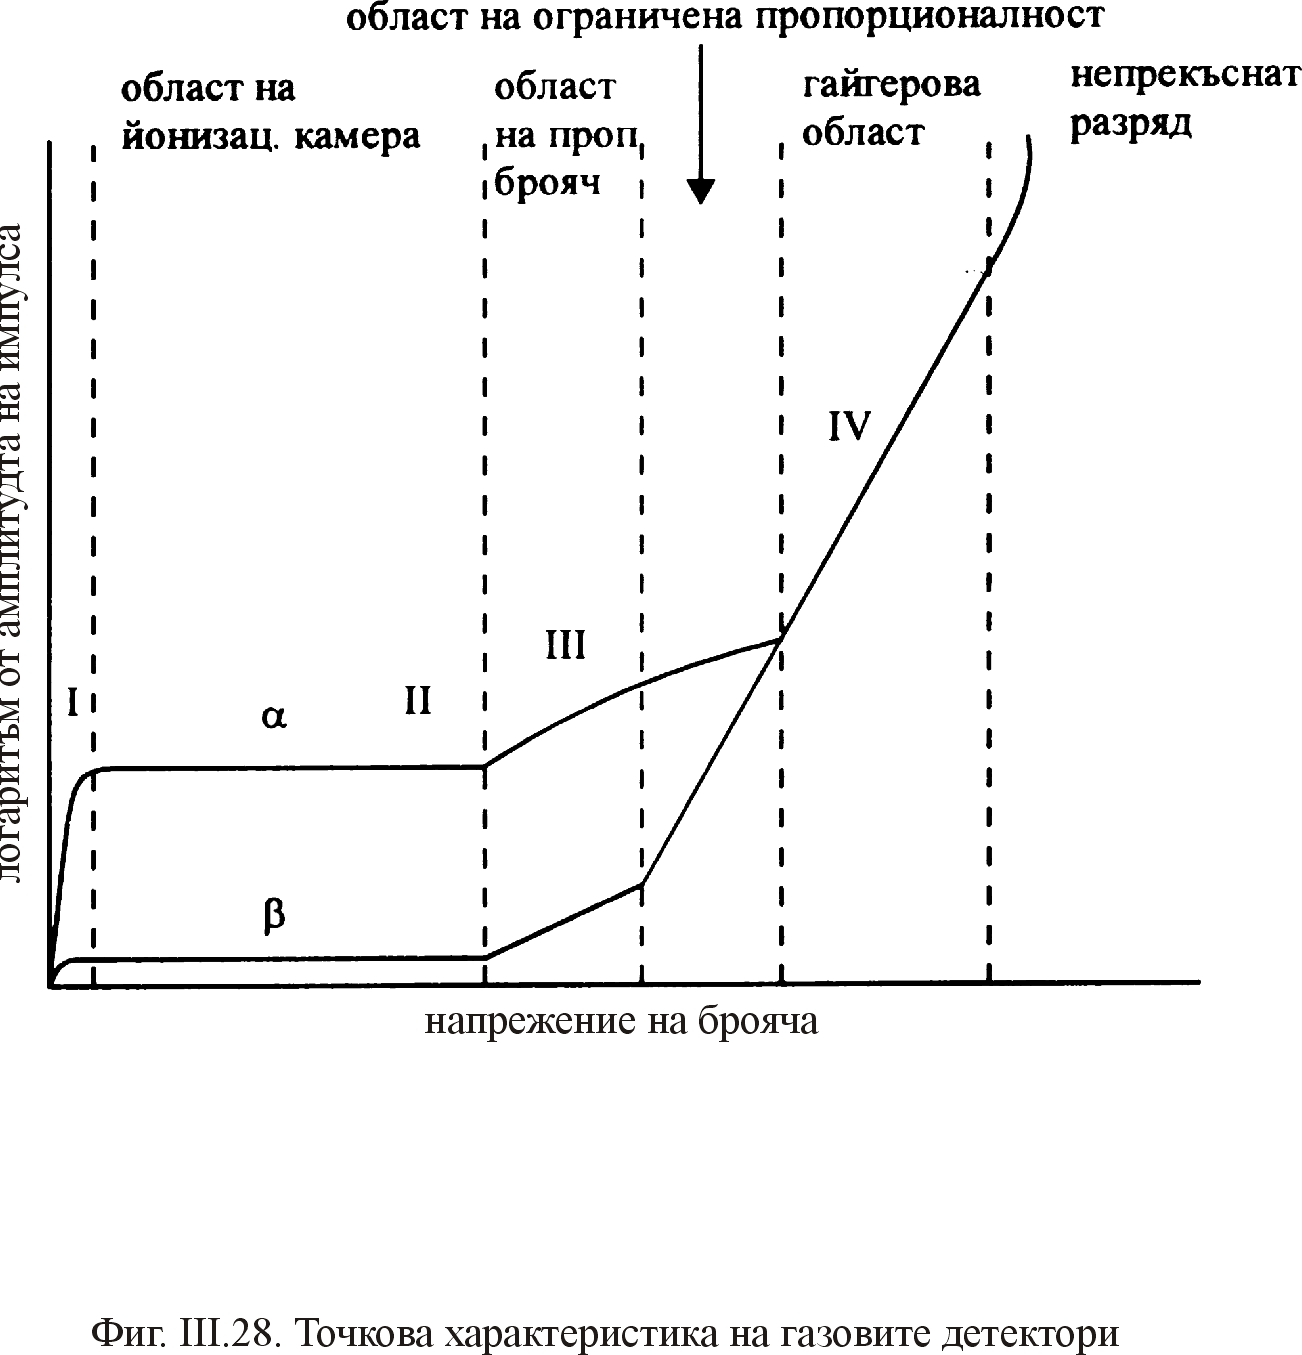 област на ограничена пропорционалност
област на
йонизац. камера
област
на проп
брояч
гайгерова
област
непрекъснат
разряд
логаритъм от амплитудта на импулса
I
II
III
IV
α
β
напрежение на брояча
Фиг. III.28. Точкова характеристика на газовите детектори